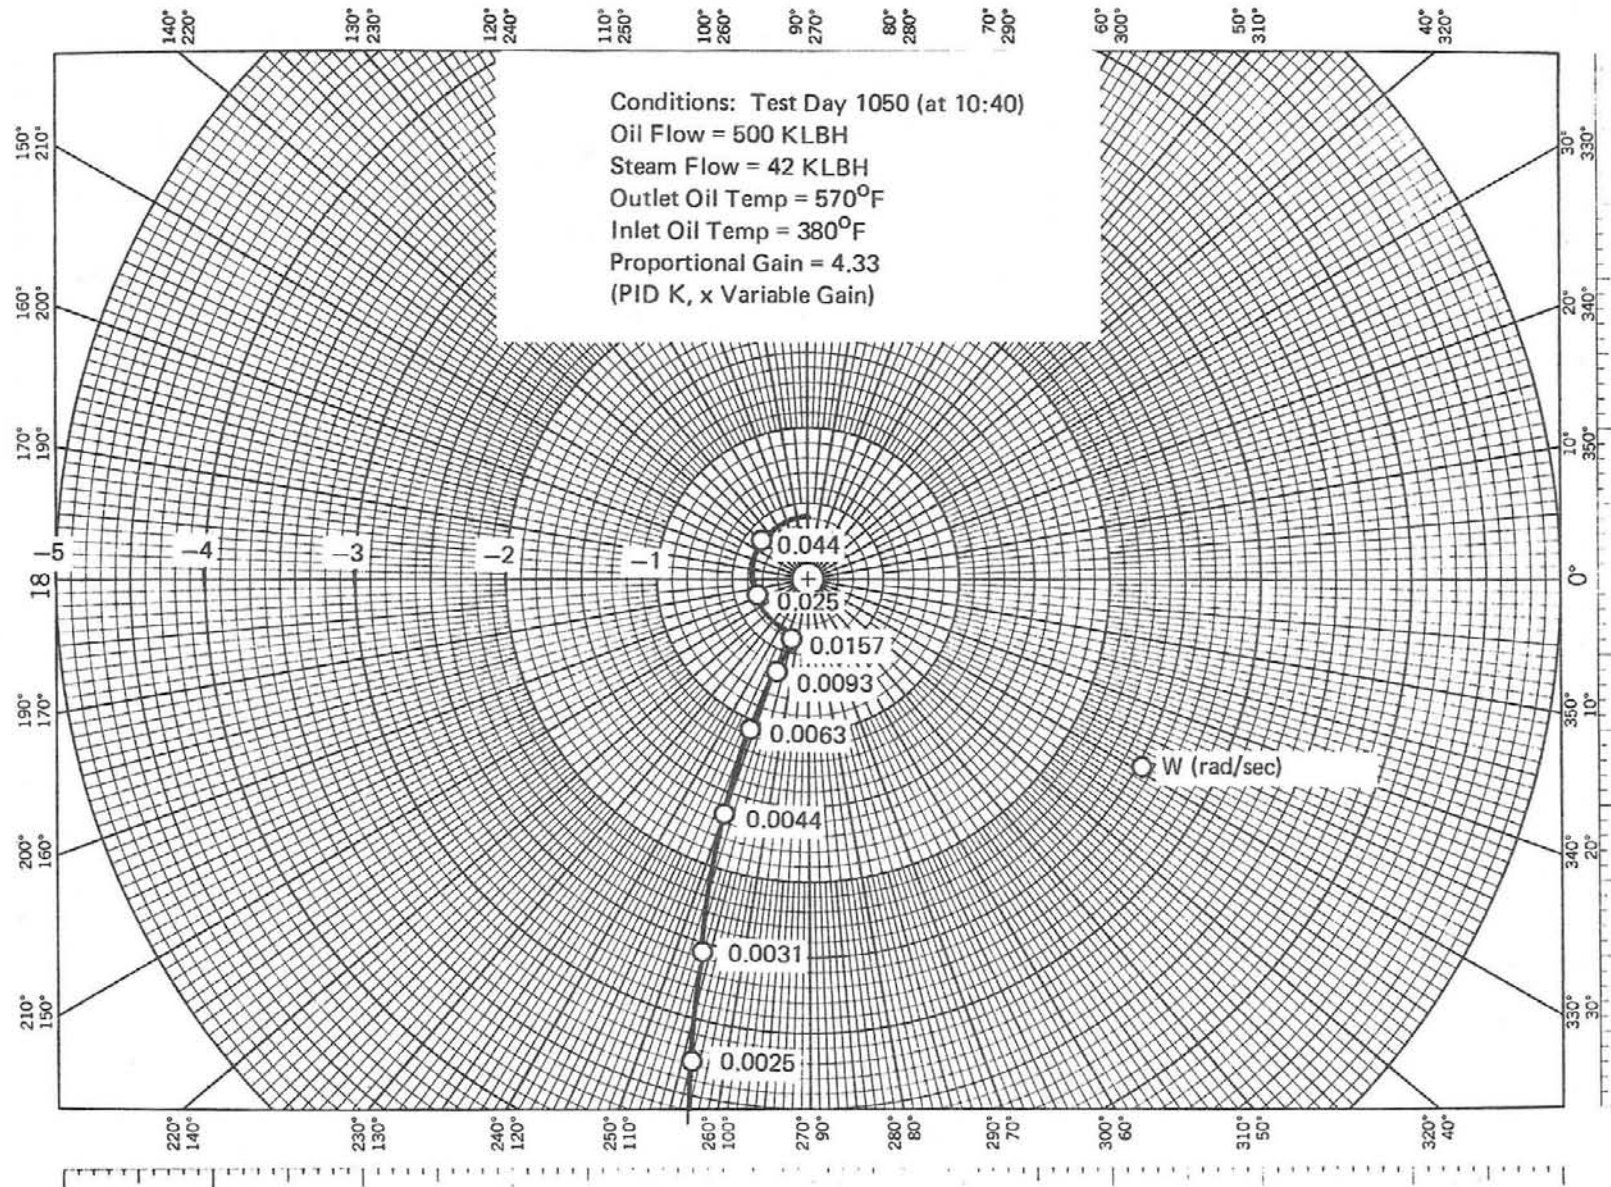 140° 130° 120° 110° 100° 90° 80° 70° 60° 50° 40°
220° 230° 240° 250° 260° 270° 280° 290° 300° 310° 320°
Conditions: Test Day 1050 (at 10:40)
Oil Flow = 500 KLBH
Steam Flow = 42 KLBH
Outlet Oil Temp = 570°F
Inlet Oil Temp = 380°F
Proportional Gain = 4.33
(PID K, x Variable Gain)
150°
210°
160°
200°
170°
190°
18
190°
170°
200°
160°
210°
150°
30°
330°
20°
340°
10°
350°
0°
350°
10°
340°
20°
330°
30°
−5 −4 −3 −2 −1
+
0.044
0.025
0.0157
0.0093
0.0063
W (rad/sec)
0.0044
0.0031
0.0025
220° 230° 240° 250° 260° 270° 280° 290° 300° 310° 320°
140° 130° 120° 110° 100° 90° 80° 70° 60° 50° 40°